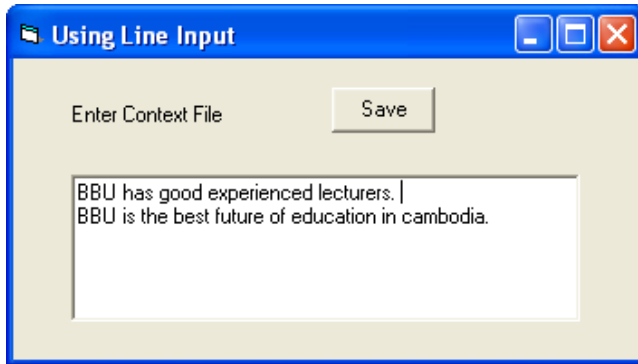 Using Line Input
Enter Context File
Save
BBU has good experienced lecturers.
BBU is the best future of education in cambodia.